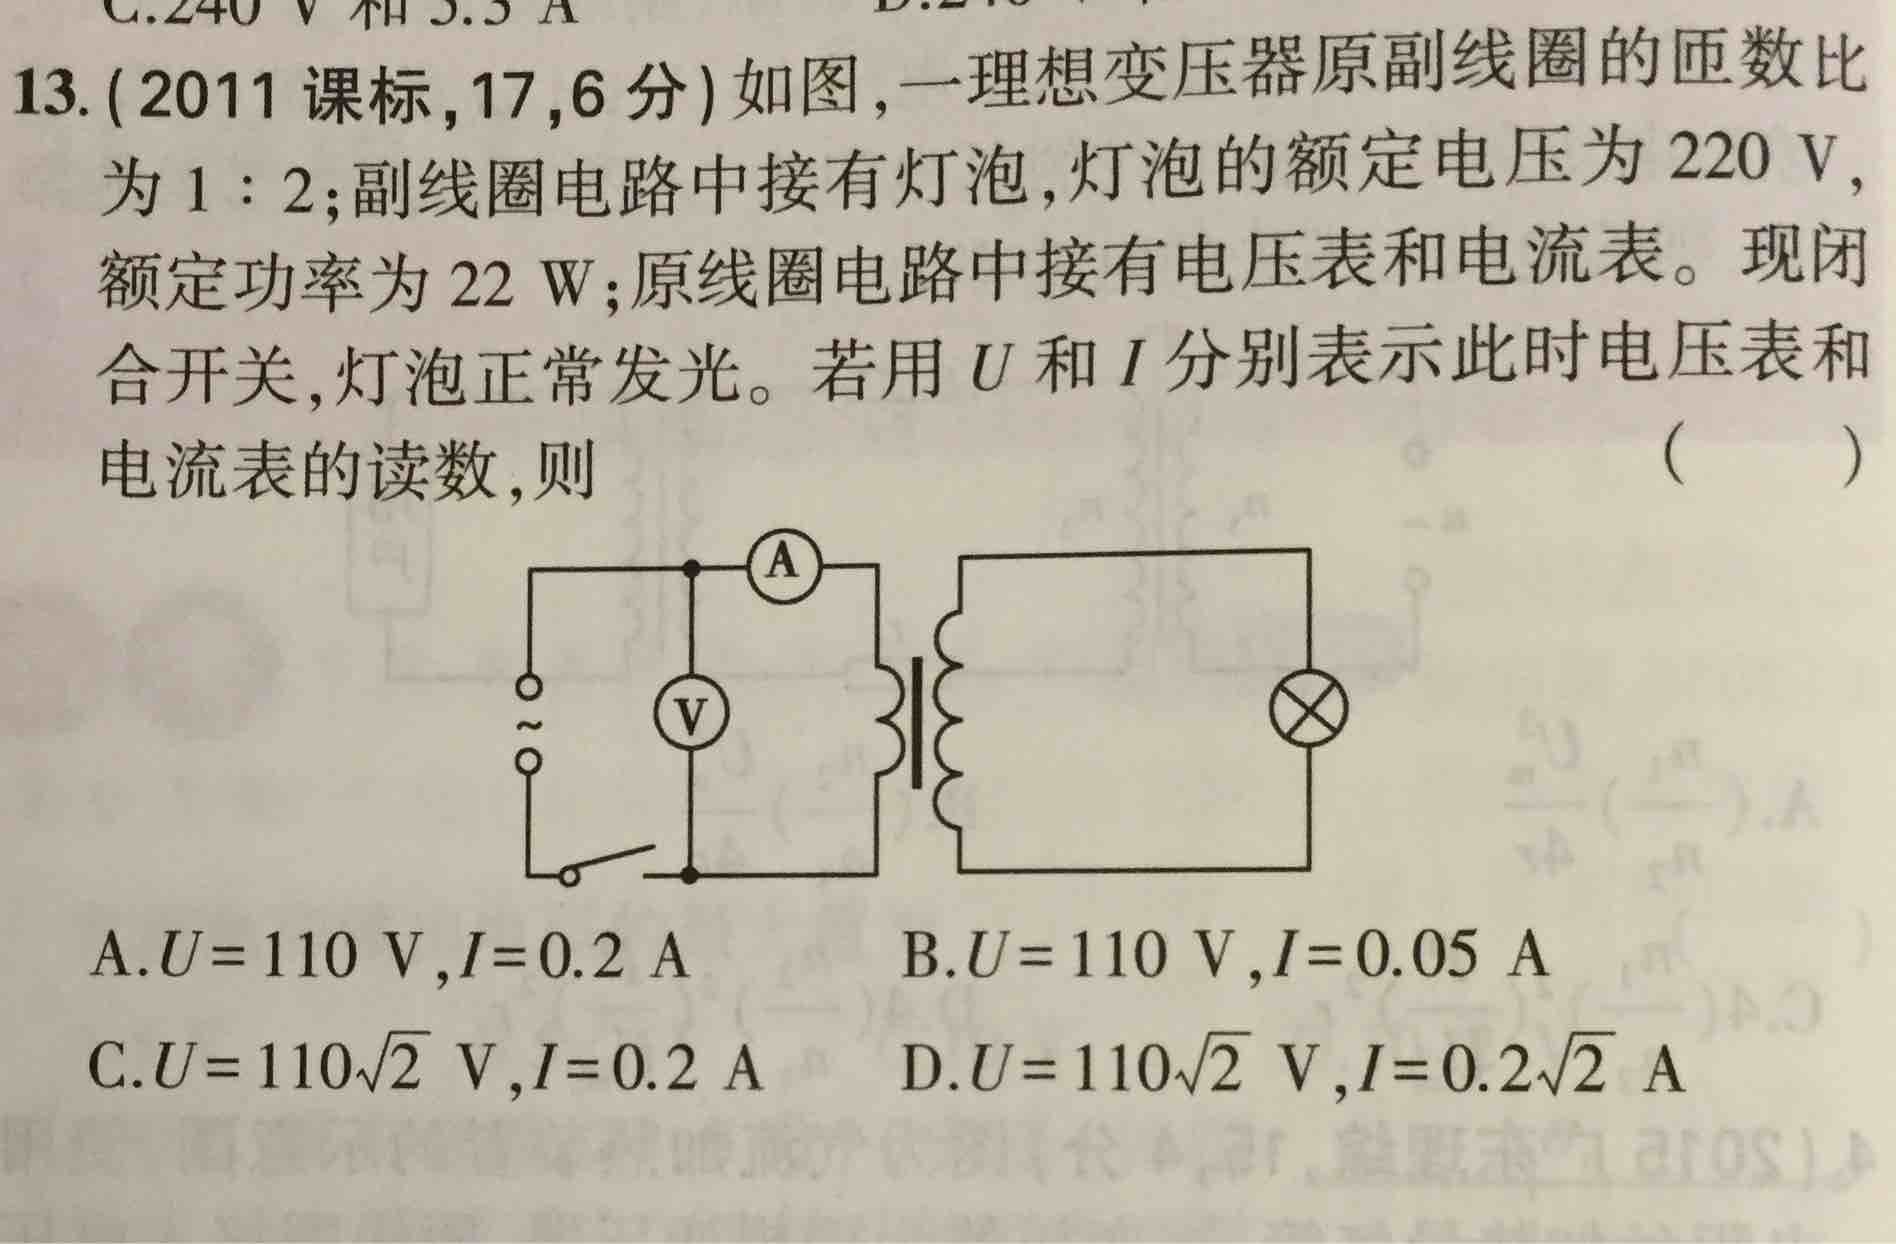 C.240 V 和 5.3 A
13.(2011 课标,17,6 分)如图,一理想变压器原副线圈的匝数比
为 1∶2;副线圈电路中接有灯泡,灯泡的额定电压为 220 V,
额定功率为 22 W;原线圈电路中接有电压表和电流表。现闭
合开关,灯泡正常发光。若用 U 和 I 分别表示此时电压表和
电流表的读数,则 (  )
A
V
~
A.U=110 V,I=0.2 A B.U=110 V,I=0.05 A
C.U=110√2 V,I=0.2 A D.U=110√2 V,I=0.2√2 A